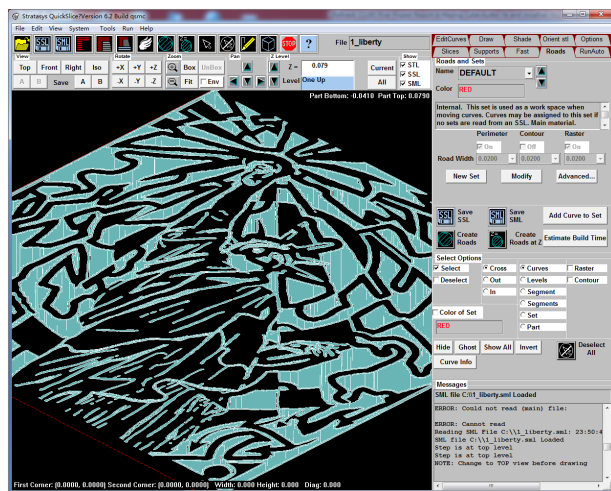 Stratasys QuickSlice?Version 6.2 Build qsmc
File Edit View System Tools Run Help
SSL SML STOP ? File 1_liberty
View Rotate Zoom Pan Z Level Show
Top Front Right Iso +X +Y +Z Box UnBox Z = 0.079 Current STL
SSL
A B Save A B -X -Y -Z Fit Env Level One Up All SML
Part Bottom: -0.0410 Part Top: 0.0790
First Corner: (0.0000, 0.0000) Second Corner: (0.0000, 0.0000) Width: 0.000 Height: 0.000 Diag: 0.000
EditCurves Draw Shade Orient stl Options
Slices Supports Fast Roads RunAuto
Roads and Sets
Name DEFAULT
Color RED
Internal. This set is used as a work space when
moving curves. Curves may be assigned to this set if
no sets are read from an SSL. Main material.
Perimeter Contour Raster
On Off On
Road Width 0.0200 0.0200 0.0200
New Set Modify Advanced...
SSL Save SSL SML Save SML Add Curve to Set
Create Roads Create Roads at Z Estimate Build Time
Select Options
Select Cross Curves Raster
Deselect Out Levels Contour
In Segment
Segments
Color of Set Set
RED Part
Hide Ghost Show All Invert Deselect All
Curve Info
Messages
SML file C:\\1_liberty.sml Loaded
ERROR: Could not read (main) file:
ERROR: Cannot read
Reading SML File C:\\1_liberty.sml: 23:50:4
SML file C:\\1_liberty.sml Loaded
Step is at top level
Step is at top level
NOTE: Change to TOP view before drawing